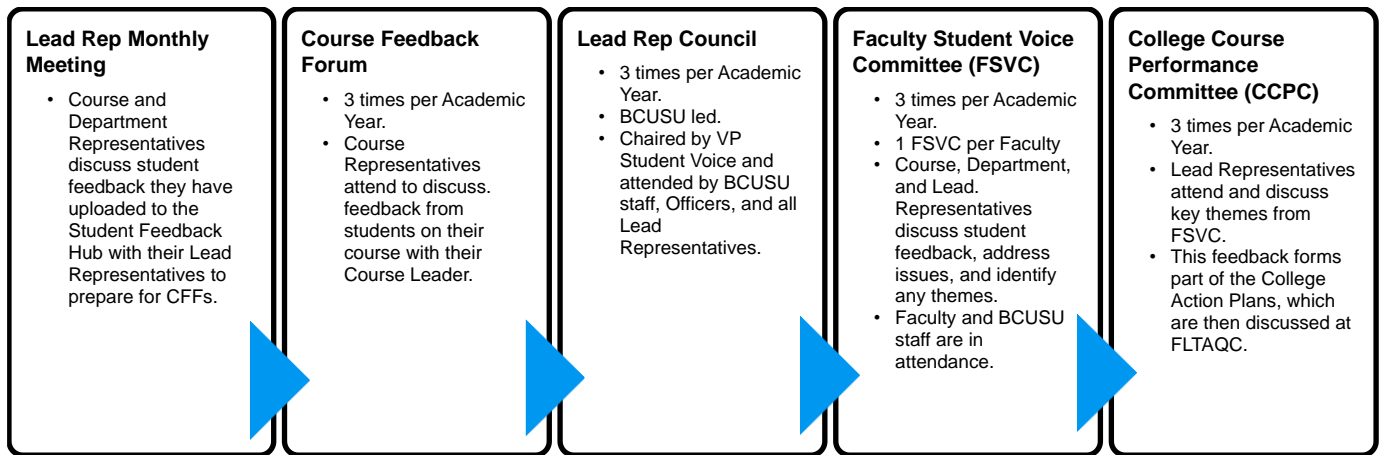 Lead Rep Monthly
Meeting
• Course and
Department
Representatives
discuss student
feedback they have
uploaded to the
Student Feedback
Hub with their Lead
Representatives to
prepare for CFFs.
Course Feedback
Forum
• 3 times per Academic
Year.
• Course
Representatives
attend to discuss.
feedback from
students on their
course with their
Course Leader.
Lead Rep Council
• 3 times per Academic
Year.
• BCUSU led.
• Chaired by VP
Student Voice and
attended by BCUSU
staff, Officers, and all
Lead
Representatives.
Faculty Student Voice
Committee (FSVC)
• 3 times per Academic
Year.
• 1 FSVC per Faculty
• Course, Department,
and Lead.
Representatives
discuss student
feedback, address
issues, and identify
any themes.
• Faculty and BCUSU
staff are in
attendance.
College Course
Performance
Committee (CCPC)
• 3 times per Academic
Year.
• Lead Representatives
attend and discuss
key themes from
FSVC.
• This feedback forms
part of the College
Action Plans, which
are then discussed at
FLTAQC.